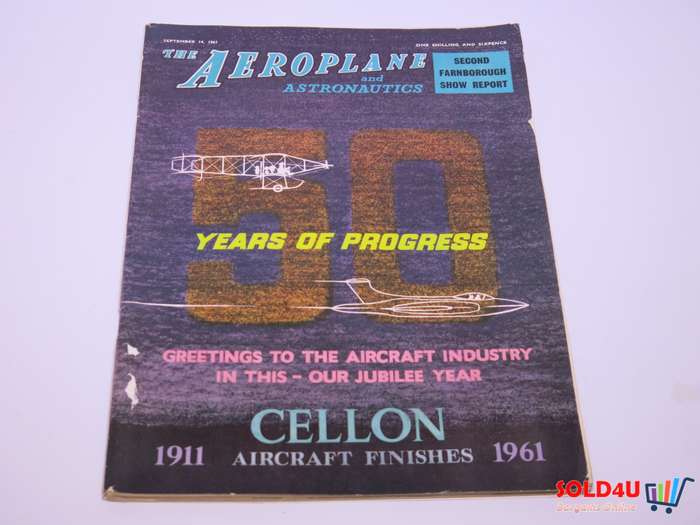 SEPTEMBER 14, 1961
ONE SHILLING AND SIXPENCE
THE AEROPLANE
and
ASTRONAUTICS
SECOND
FARNBOROUGH
SHOW REPORT
50
YEARS OF PROGRESS
GREETINGS TO THE AIRCRAFT INDUSTRY
IN THIS - OUR JUBILEE YEAR
CELLON
1911 AIRCRAFT FINISHES 1961
SOLD4U
Bargains Online